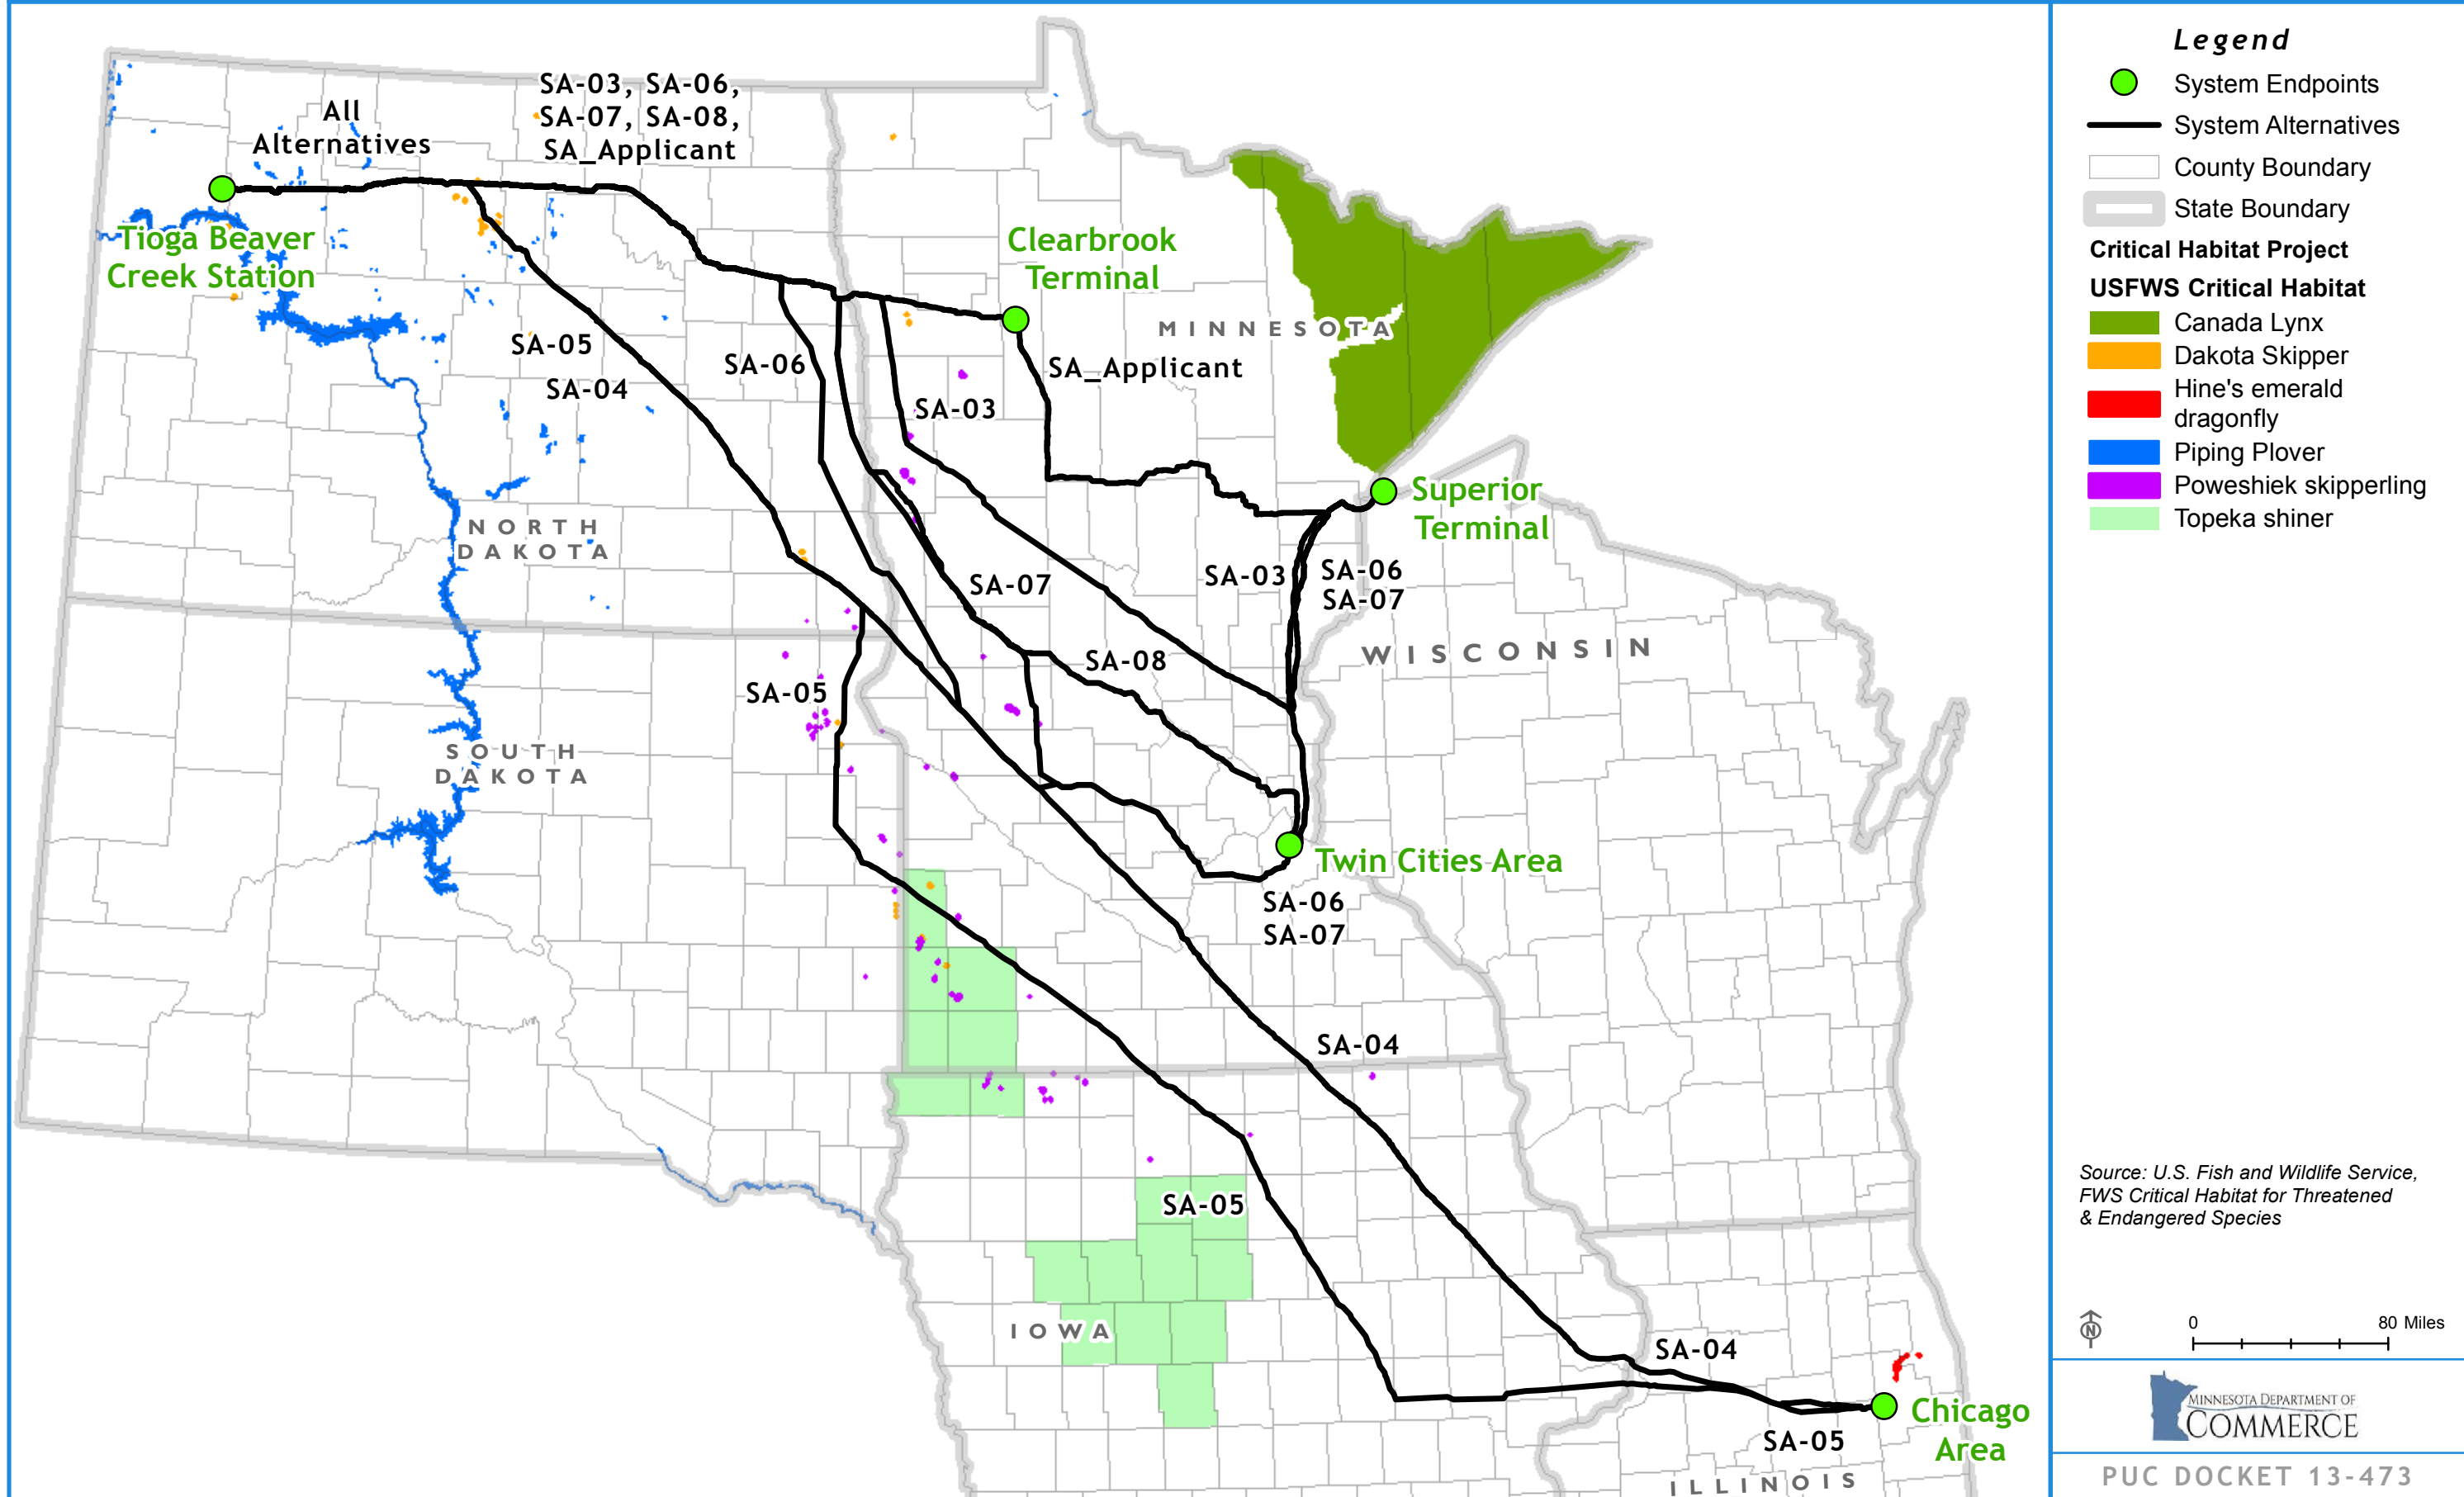 SA-03, SA-06,
SA-07, SA-08,
SA_Applicant
All
Alternatives
Tioga Beaver
Creek Station
Clearbrook
Terminal
MINNESOTA
SA_Applicant
SA-05
SA-04
SA-06
SA-03
Superior
Terminal
NORTH
DAKOTA
SA-07
SA-03
SA-06
SA-07
WISCONSIN
SA-08
SA-05
SOUTH
DAKOTA
Twin Cities Area
SA-06
SA-07
SA-04
SA-05
IOWA
SA-04
Chicago
Area
SA-05
ILLINOIS
Legend
System Endpoints
System Alternatives
County Boundary
State Boundary
Critical Habitat Project
USFWS Critical Habitat
Canada Lynx
Dakota Skipper
Hine's emerald
dragonfly
Piping Plover
Poweshiek skipperling
Topeka shiner
Source: U.S. Fish and Wildlife Service,
FWS Critical Habitat for Threatened
& Endangered Species
N
0 80 Miles
MINNESOTA DEPARTMENT OF
COMMERCE
PUC DOCKET 13-473